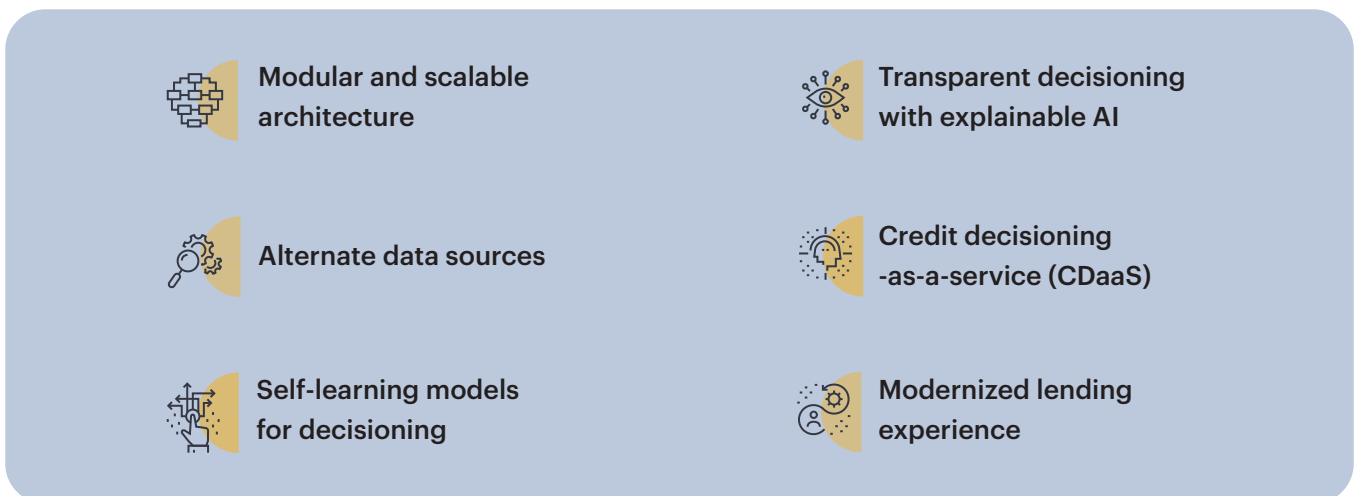 Modular and scalable
architecture
Alternate data sources
Self-learning models
for decisioning
Transparent decisioning
with explainable AI
Credit decisioning
-as-a-service (CDaaS)
Modernized lending
experience